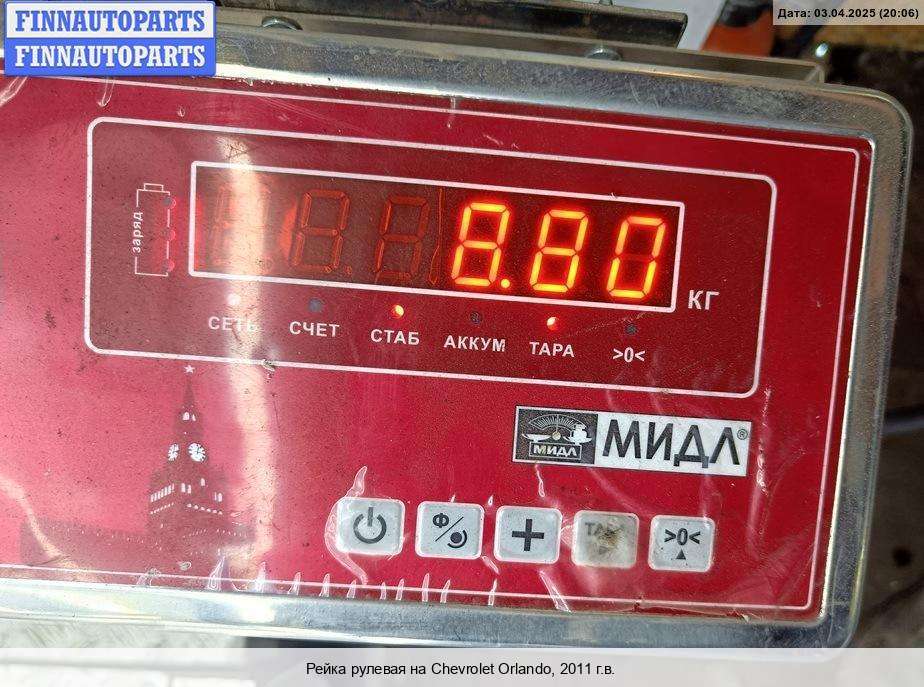 FINNAUTOPARTS
FINNAUTOPARTS
Дата: 03.04.2025 (20:06)
заряд
8.80
КГ
СЕТЬ СЧЕТ СТАБ АККУМ ТАРА >0<
МИДЛ
МИДЛ®
Ф
+
>0<
Рейка рулевая на Chevrolet Orlando, 2011 г.в.